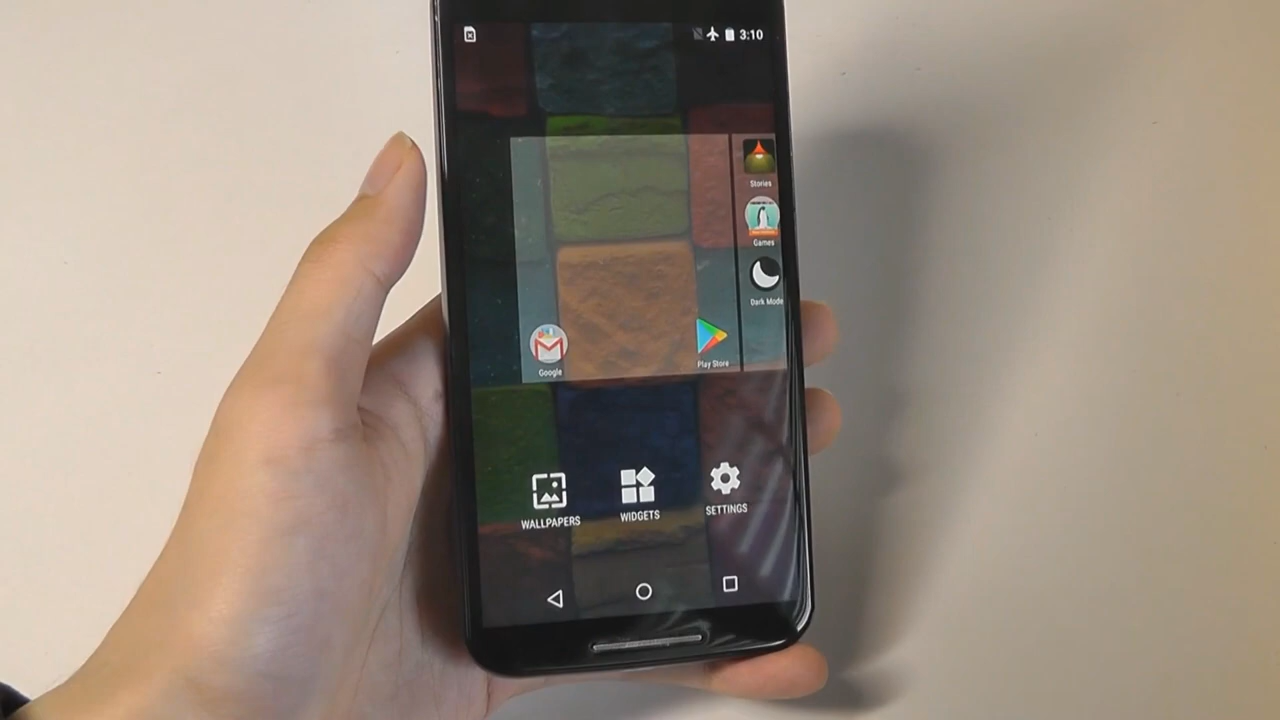 3:10
Stories
Games
Dark Mode
Google
Play Store
WALLPAPERS
WIDGETS
SETTINGS